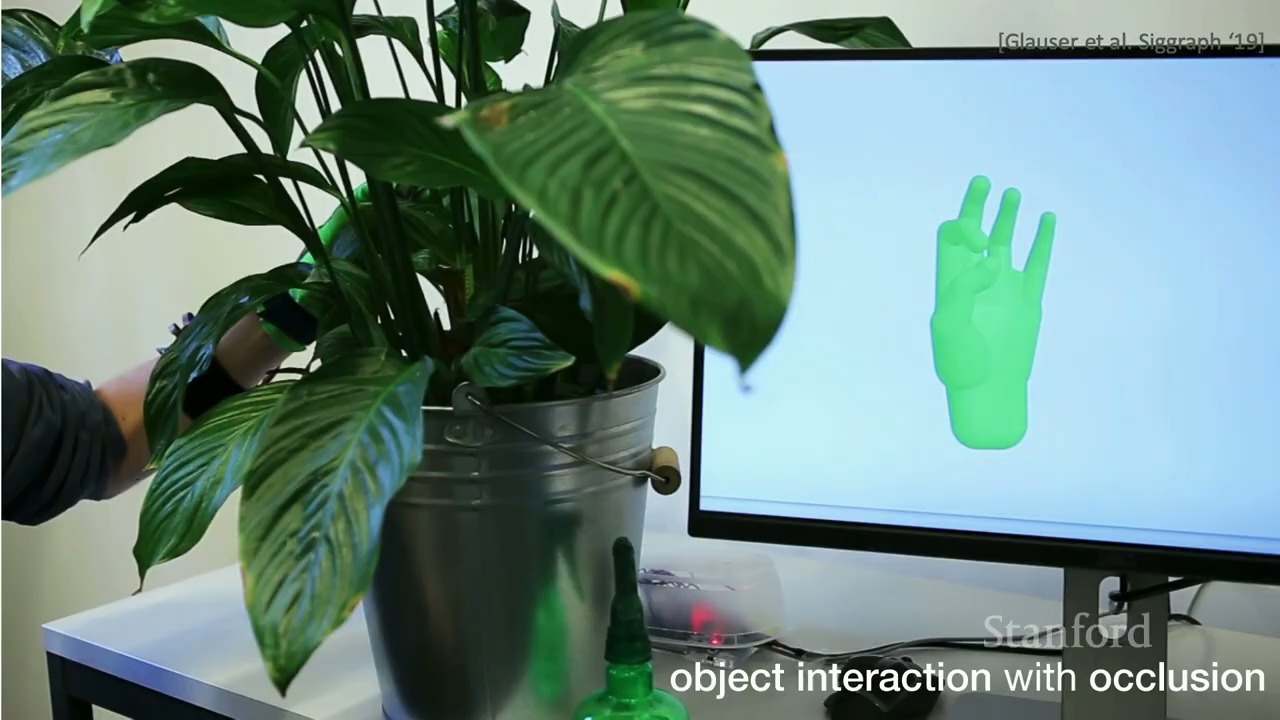 [Glauser et al. Siggraph '19]
Stanford
object interaction with occlusion